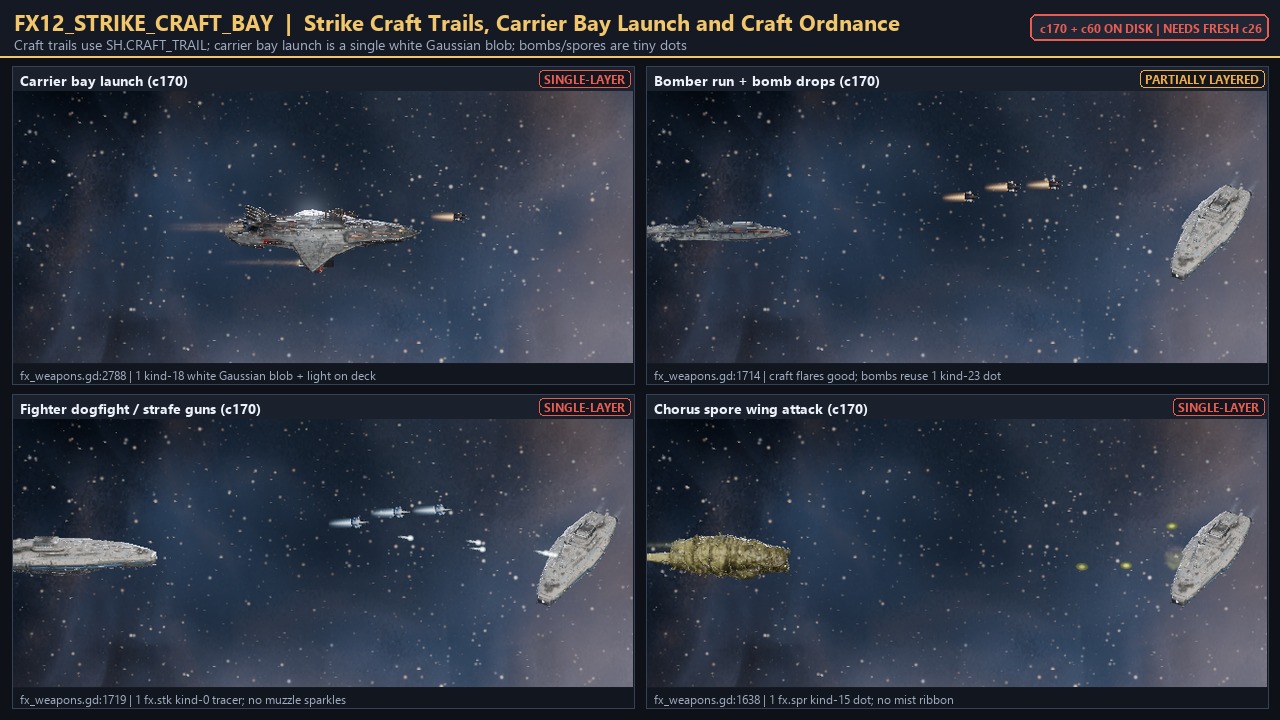 FX12_STRIKE_CRAFT_BAY | Strike Craft Trails, Carrier Bay Launch and Craft Ordnance
c170 + c60 ON DISK | NEEDS FRESH c26
Craft trails use SH.CRAFT_TRAIL; carrier bay launch is a single white Gaussian blob; bombs/spores are tiny dots
Carrier bay launch (c170)
SINGLE-LAYER
fx_weapons.gd:2788 | 1 kind-18 white Gaussian blob + light on deck
Bomber run + bomb drops (c170)
PARTIALLY LAYERED
fx_weapons.gd:1714 | craft flares good; bombs reuse 1 kind-23 dot
Fighter dogfight / strafe guns (c170)
SINGLE-LAYER
fx_weapons.gd:1719 | 1 fx.stk kind-0 tracer; no muzzle sparkles
Chorus spore wing attack (c170)
SINGLE-LAYER
fx_weapons.gd:1638 | 1 fx.spr kind-15 dot; no mist ribbon